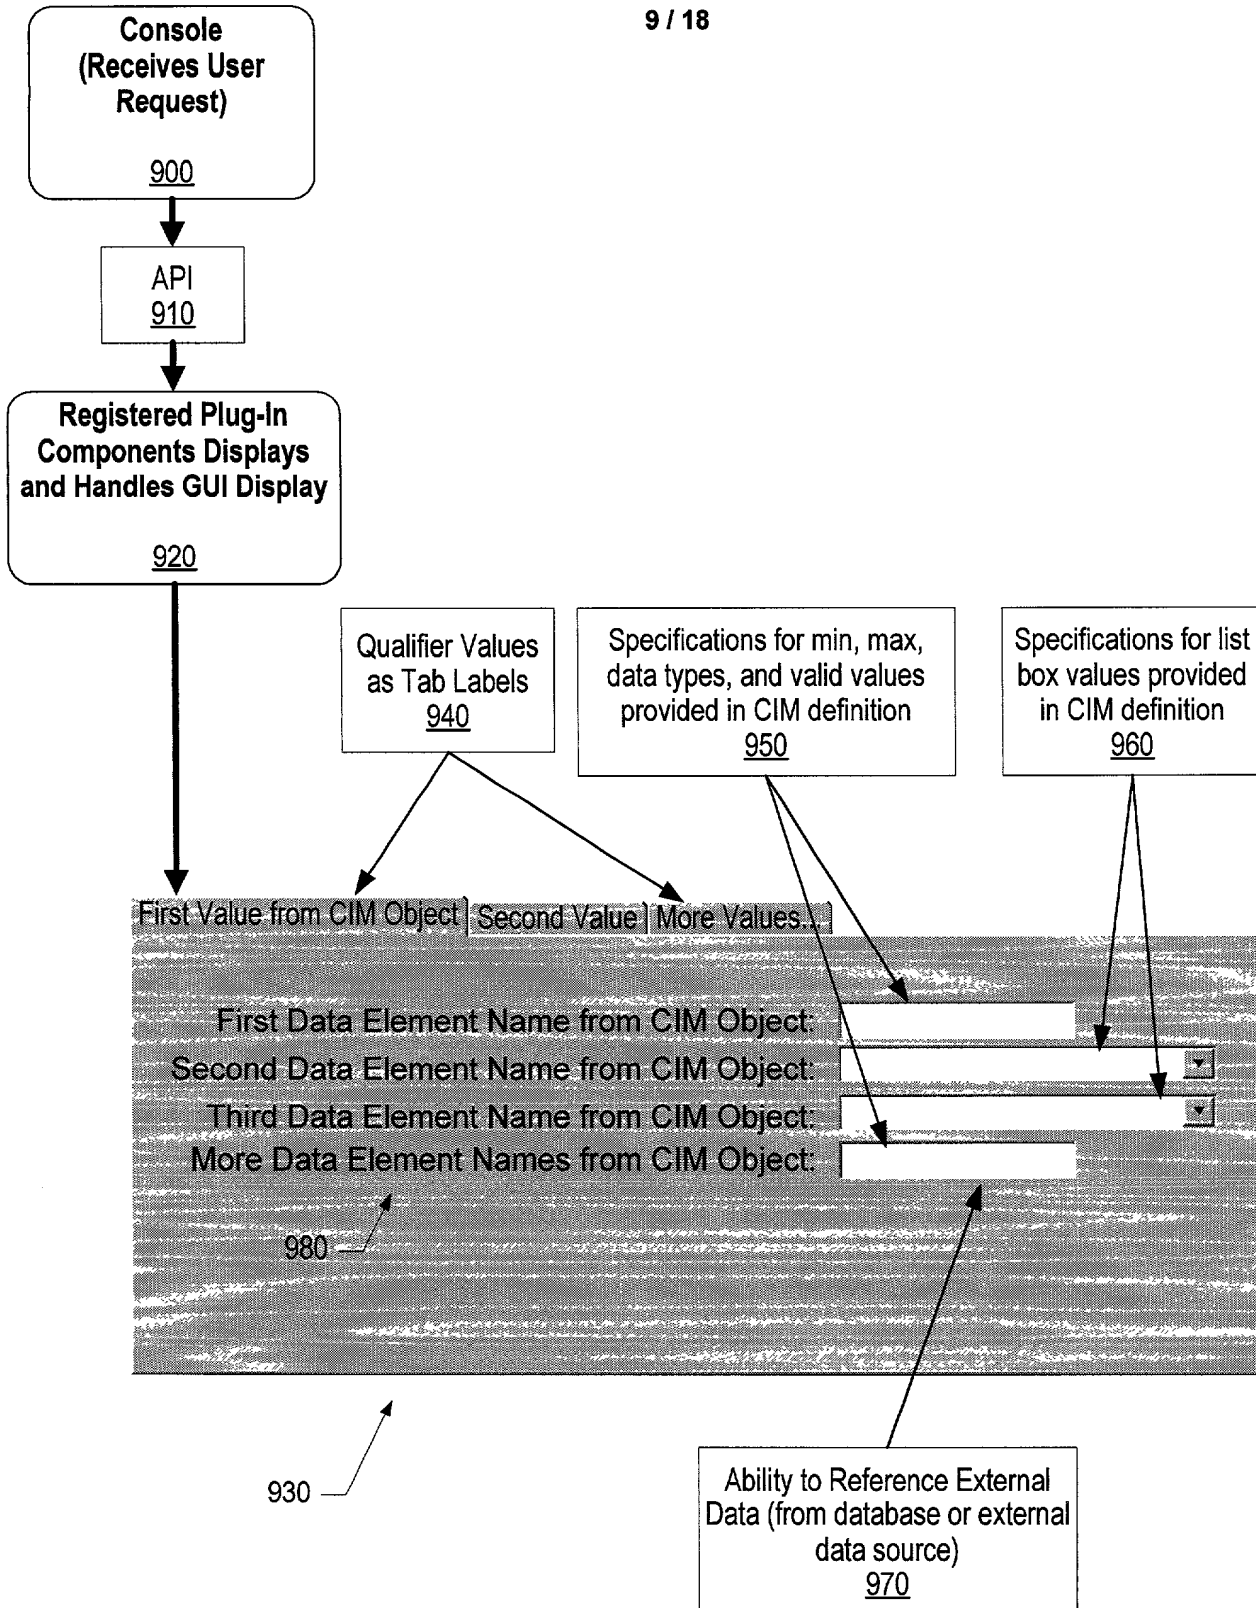 9 / 18
Console
(Receives User
Request)
900
API
910
Registered Plug-In
Components Displays
and Handles GUI Display
920
Qualifier Values
as Tab Labels
940
Specifications for min, max,
data types, and valid values
provided in CIM definition
950
Specifications for list
box values provided
in CIM definition
960
First Value from CIM Object
Second Value
More Values...
First Data Element Name from CIM Object:
Second Data Element Name from CIM Object:
Third Data Element Name from CIM Object:
More Data Element Names from CIM Object:
980
930
Ability to Reference External
Data (from database or external
data source)
970